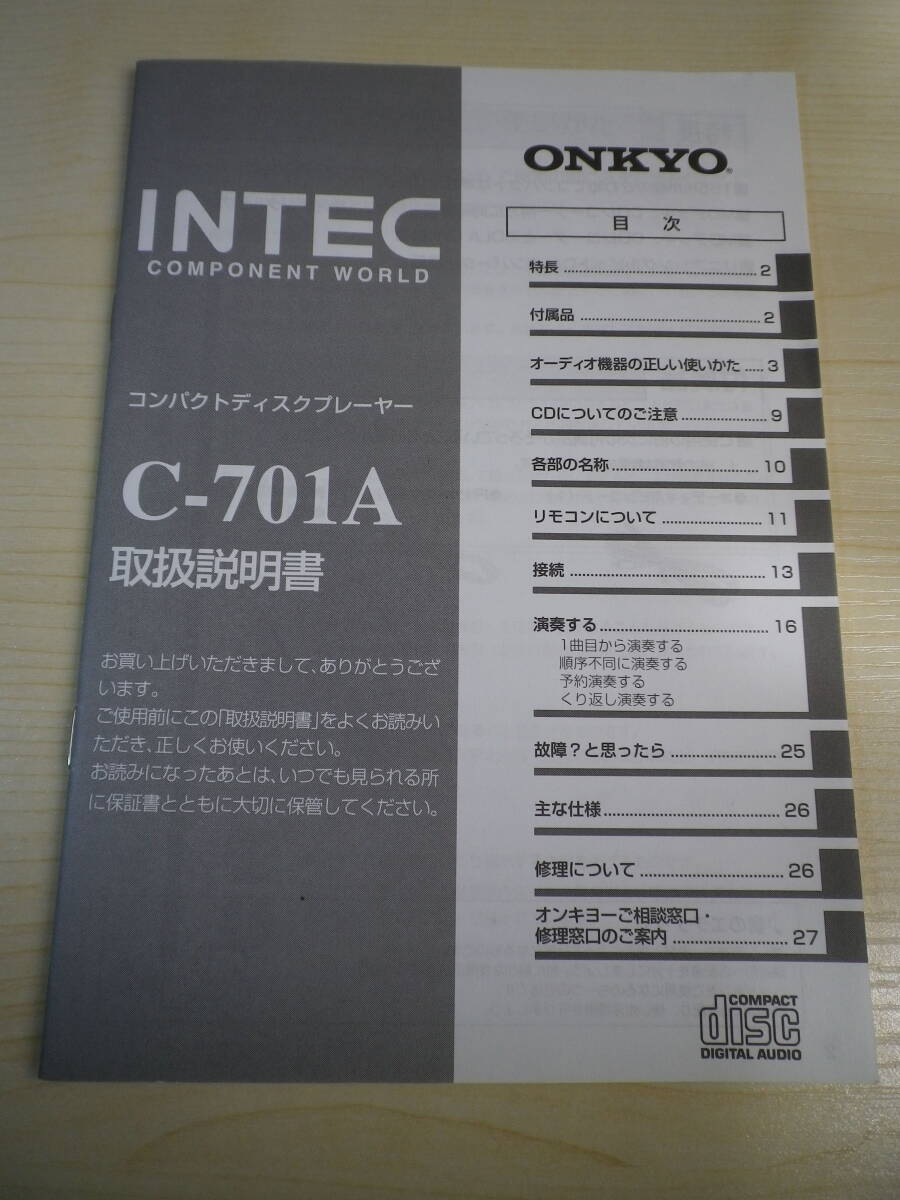 INTEC
COMPONENT WORLD
コンパクトディスクプレーヤー
C-701A
取扱説明書
お買い上げいただきまして、ありがとうござ
います。
ご使用前にこの「取扱説明書」をよくお読みい
ただき、正しくお使いください。
お読みになったあとは、いつでも見られる所
に保証書とともに大切に保管してください。
ONKYO®
目 次
特長 ........ 2
付属品 ........ 2
オーディオ機器の正しい使いかた ..... 3
CDについてのご注意 ........ 9
各部の名称 ........ 10
リモコンについて ........ 11
接続 ........ 13
演奏する ........ 16
1曲目から演奏する
順序不同に演奏する
予約演奏する
くり返し演奏する
故障?と思ったら ........ 25
主な仕様 ........ 26
修理について ........ 26
オンキヨーご相談窓口・
修理窓口のご案内 ........ 27
COMPACT
disc
DIGITAL AUDIO